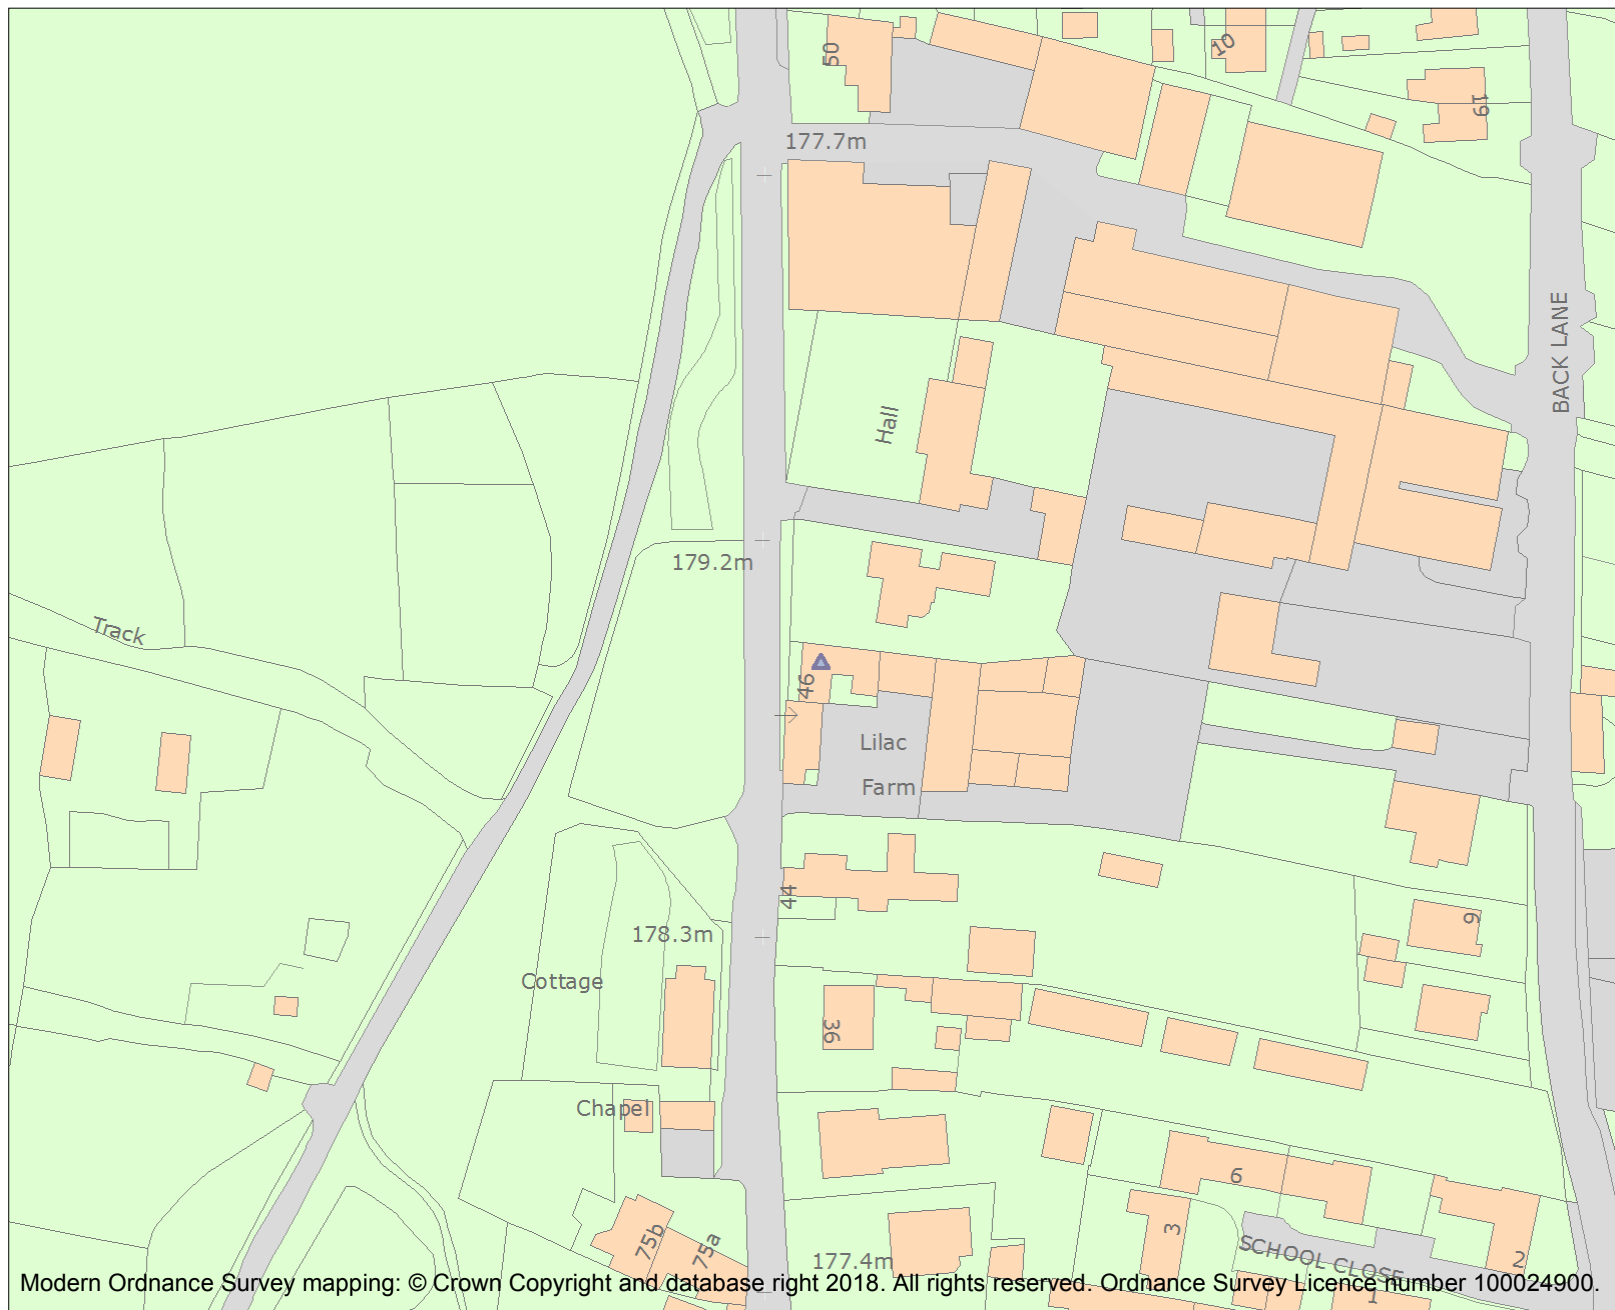 50
10
19
177.7m
BACK LANE
Hall
179.2m
Track
46
Lilac
Farm
44
178.3m
9
Cottage
36
Chapel
6
3
75b
75a
SCHOOL CLOSE
2
177.4m
1
Modern Ordnance Survey mapping: © Crown Copyright and database right 2018. All rights reserved. Ordnance Survey Licence number 100024900.